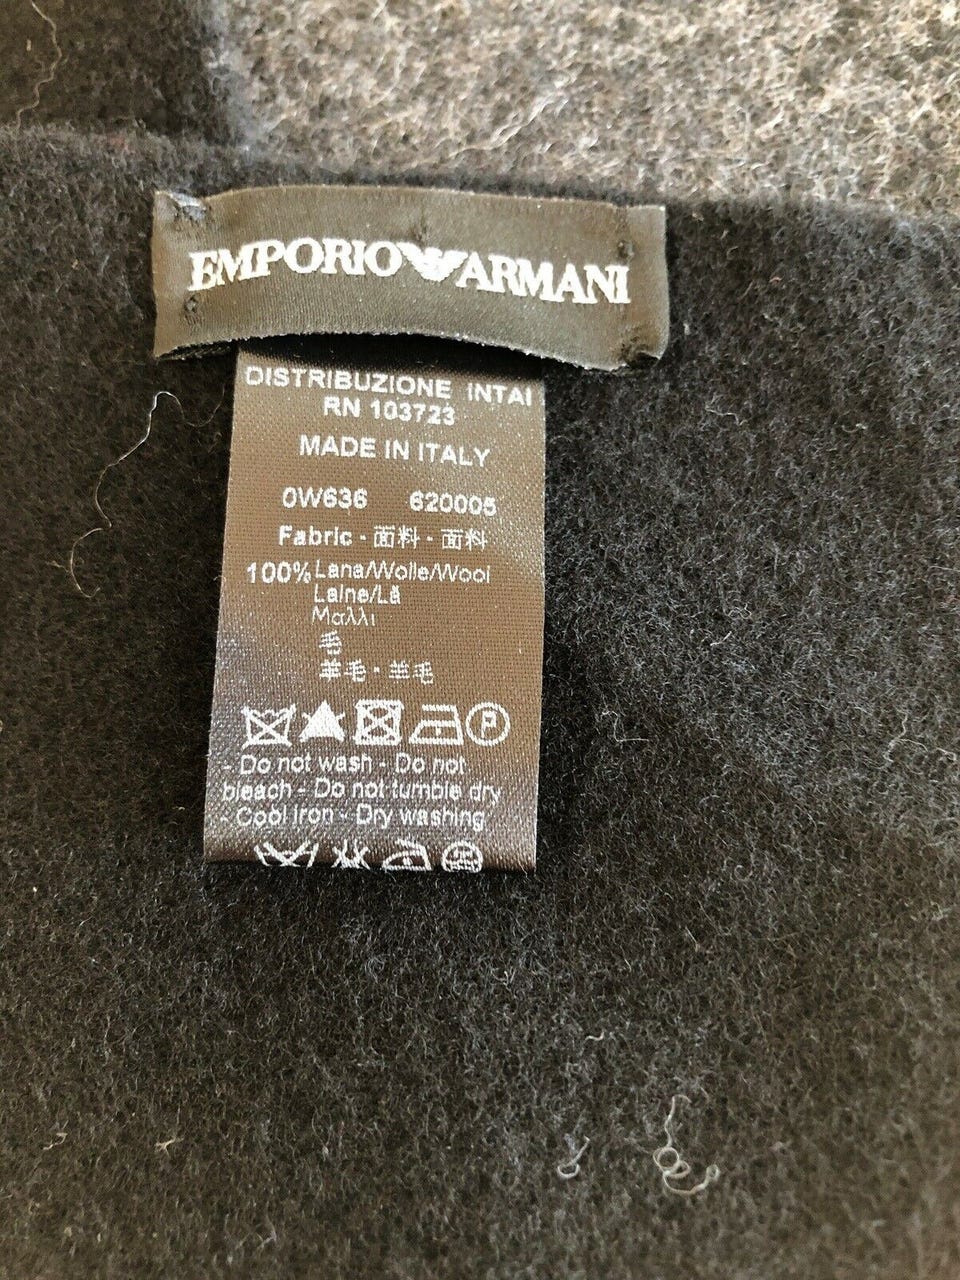 EMPORIO ARMANI
DISTRIBUZIONE INTAI
RN 103723
MADE IN ITALY
0W636 620005
Fabric · 面料 · 面料
100% Lana/Wolle/Wool
Laine/Lã
Μαλλι
毛
羊毛 · 羊毛
P
- Do not wash - Do not
bleach - Do not tumble dry
- Cool iron - Dry washing